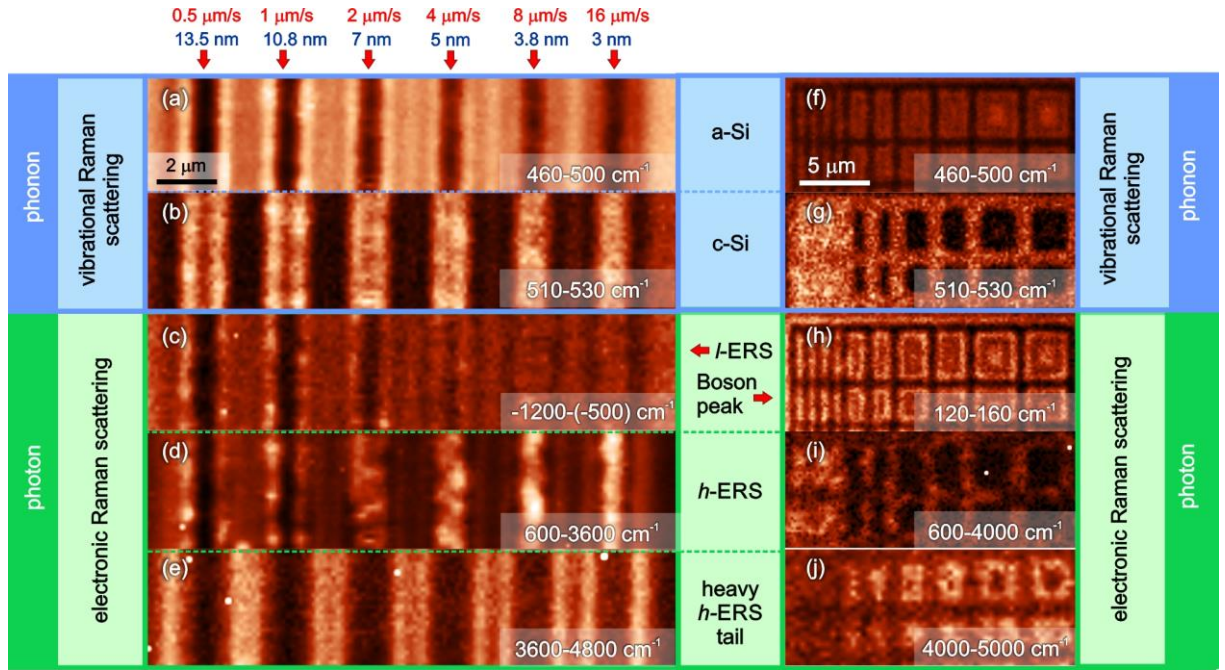 0.5 μm/s 1 μm/s 2 μm/s 4 μm/s 8 μm/s 16 μm/s
13.5 nm 10.8 nm 7 nm 5 nm 3.8 nm 3 nm
phonon
vibrational Raman
scattering
(a)
2 μm
460-500 cm⁻¹
(b)
510-530 cm⁻¹
a-Si
c-Si
(f)
5 μm
460-500 cm⁻¹
(g)
510-530 cm⁻¹
vibrational Raman
scattering
phonon
photon
electronic Raman scattering
(c)
-1200-(-500) cm⁻¹
(d)
600-3600 cm⁻¹
(e)
3600-4800 cm⁻¹
l-ERS
Boson
peak
h-ERS
heavy
h-ERS
tail
(h)
120-160 cm⁻¹
(i)
600-4000 cm⁻¹
(j)
4000-5000 cm⁻¹
electronic Raman scattering
photon